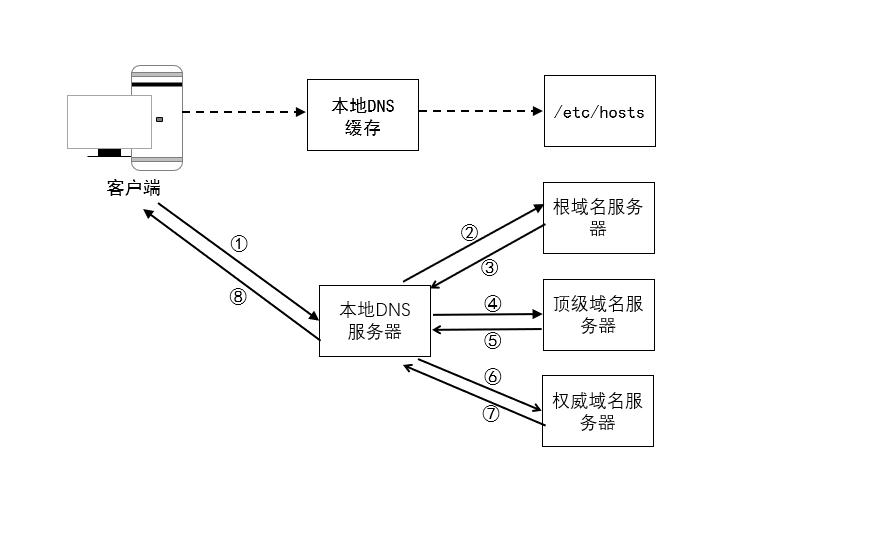 本地DNS
缓存
/etc/hosts
客户端
根域名服务
器
①
②
③
⑧
本地DNS
服务器
④
⑤
顶级域名服
务器
⑥
⑦
权威域名服
务器